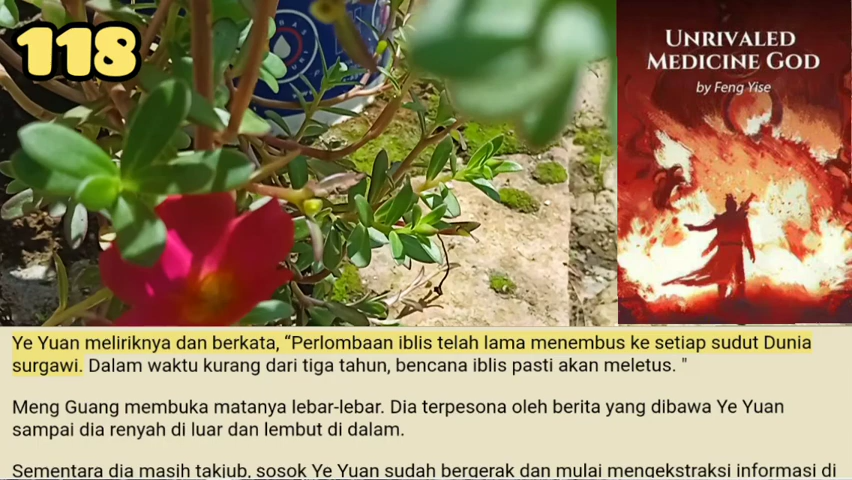 118
UNRIVALED
MEDICINE GOD
by Feng Yise
Ye Yuan meliriknya dan berkata, “Perlombaan iblis telah lama menembus ke setiap sudut Dunia
surgawi. Dalam waktu kurang dari tiga tahun, bencana iblis pasti akan meletus. "
Meng Guang membuka matanya lebar-lebar. Dia terpesona oleh berita yang dibawa Ye Yuan
sampai dia renyah di luar dan lembut di dalam.
Sementara dia masih takjub, sosok Ye Yuan sudah bergerak dan mulai mengekstraksi informasi di